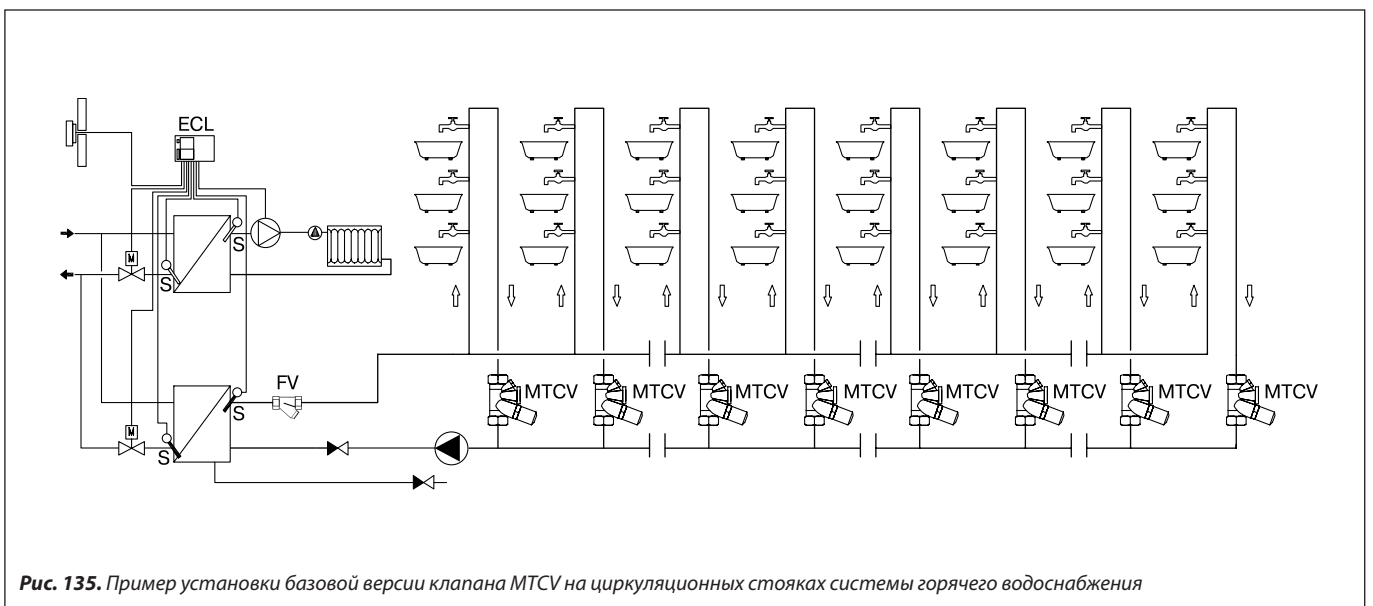 ECL
M
S
S
FV
M
S
S
MTCV
MTCV
MTCV
MTCV
MTCV
MTCV
MTCV
MTCV
Рис. 135. Пример установки базовой версии клапана MTCV на циркуляционных стояках системы горячего водоснабжения